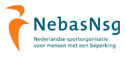 NebasNsg
Nederlandse sportorganisatie
voor mensen met een beperking